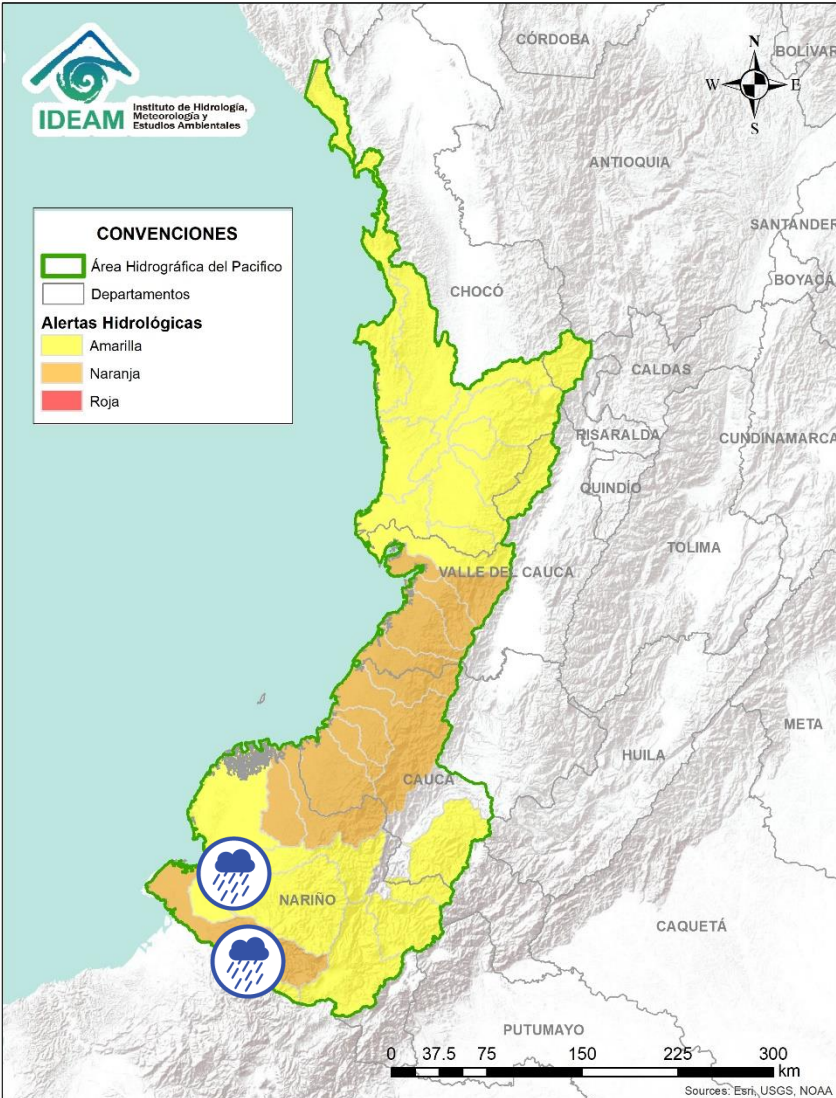 IDEAM
Instituto de Hidrología,
Meteorología y
Estudios Ambientales
CONVENCIONES
Área Hidrográfica del Pacifico
Departamentos
Alertas Hidrológicas
Amarilla
Naranja
Roja
N
W
E
S
CÓRDOBA
BOLÍVAR
ANTIOQUIA
SANTANDER
BOYACÁ
CHOCÓ
CALDAS
RISARALDA
CUNDINAMARCA
QUINDÍO
TOLIMA
VALLE DEL CAUCA
META
HUILA
CAUCA
NARIÑO
CAQUETÁ
PUTUMAYO
0 37.5 75 150 225 300
km
Sources: Esri, USGS, NOAA